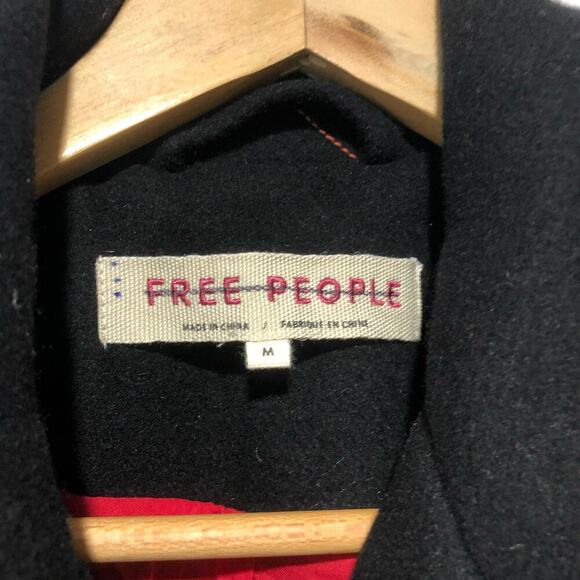 FREE PEOPLE
MADE IN CHINA / FABRIQUÉ EN CHINE
M